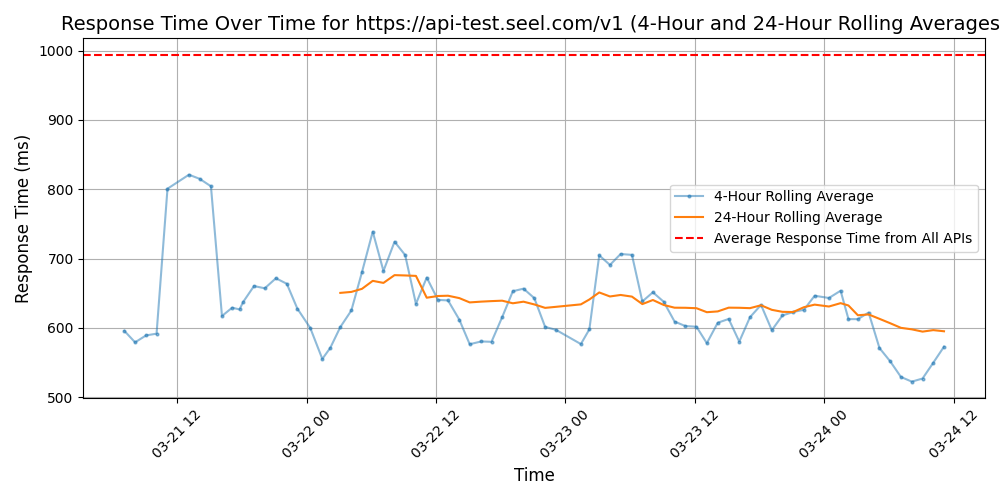 Response Time Over Time for https://api-test.seel.com/v1 (4-Hour and 24-Hour Rolling Averages
Response Time (ms)
1000
900
800
700
600
500
4-Hour Rolling Average
24-Hour Rolling Average
Average Response Time from All APIs
03-21 12
03-22 00
03-22 12
03-23 00
03-23 12
03-24 00
03-24 12
Time